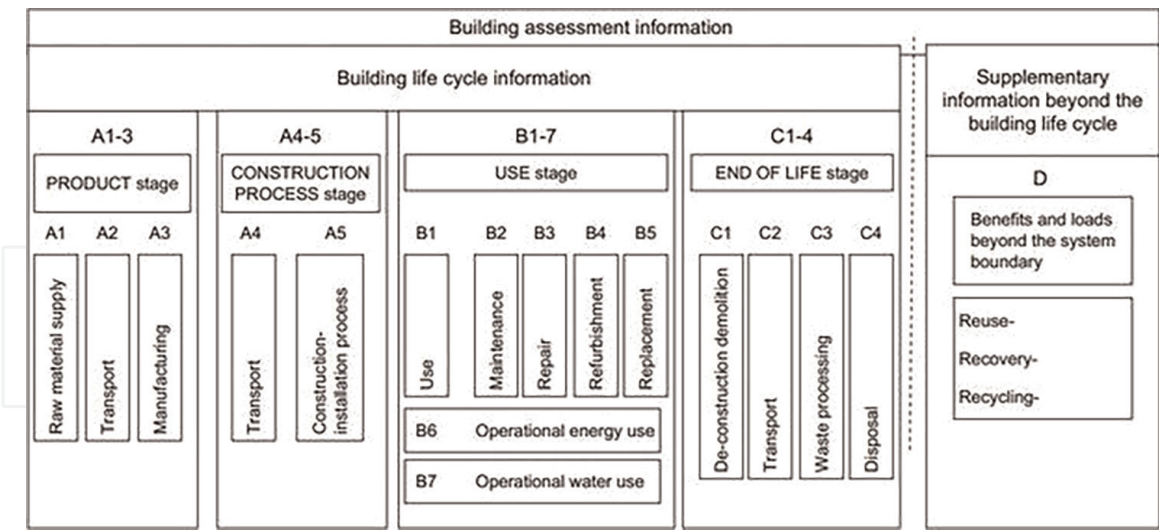 Building assessment information
Building life cycle information
Supplementary
information beyond the
building life cycle
A1-3
PRODUCT stage
A1
A2
A3
Raw material supply
Transport
Manufacturing
A4-5
CONSTRUCTION
PROCESS stage
A4
A5
Transport
Construction-
installation process
B1-7
USE stage
B1
B2
B3
B4
B5
Use
Maintenance
Repair
Refurbishment
Replacement
B6 Operational energy use
B7 Operational water use
C1-4
END OF LIFE stage
C1
C2
C3
C4
De-construction demolition
Transport
Waste processing
Disposal
D
Benefits and loads
beyond the system
boundary
Reuse-
Recovery-
Recycling-